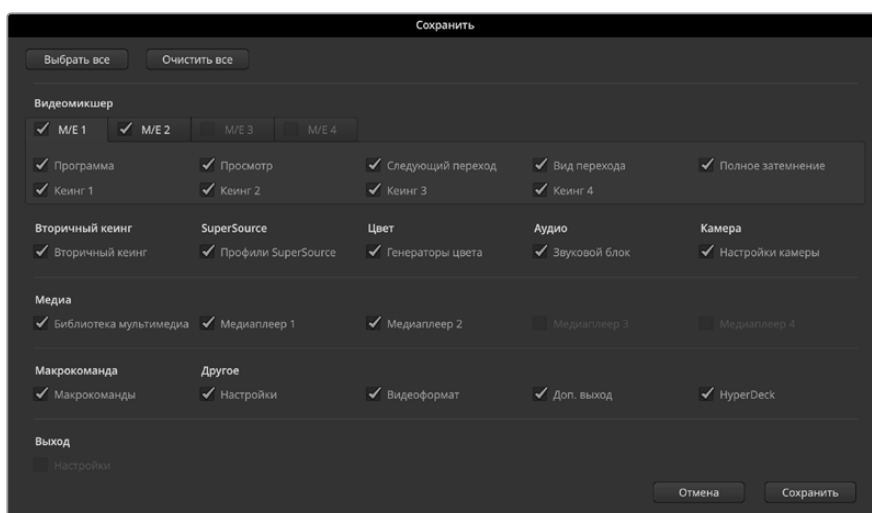 Сохранить
Выбрать все Очистить все
Видеомикшер
M/E 1 M/E 2 M/E 3 M/E 4
Программа Просмотр Следующий переход Вид перехода Полное затемнение
Кеинг 1 Кеинг 2 Кеинг 3 Кеинг 4
Вторичный кеинг SuperSource Цвет Аудио Камера
Вторичный кеинг Профили SuperSource Генераторы цвета Звуковой блок Настройки камеры
Медиа
Библиотека мультимедиа Медиаплеер 1 Медиаплеер 2 Медиаплеер 3 Медиаплеер 4
Макрокоманда Другое
Макрокоманды Настройки Видеоформат Доп. выход HyperDeck
Выход
Настройки
Отмена Сохранить